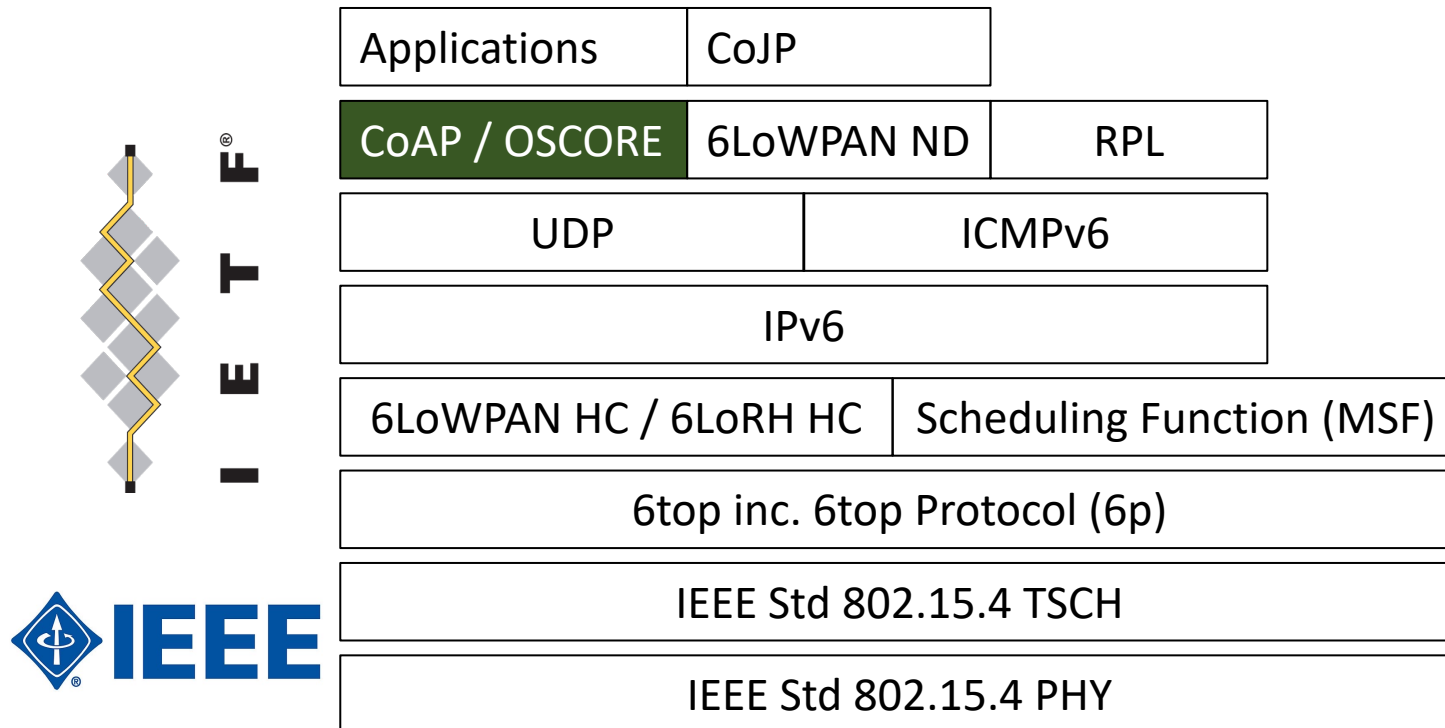 Applications
CoJP
CoAP / OSCORE
6LoWPAN ND
RPL
UDP
ICMPv6
IPv6
6LoWPAN HC / 6LoRH HC
Scheduling Function (MSF)
6top inc. 6top Protocol (6p)
IEEE Std 802.15.4 TSCH
IEEE Std 802.15.4 PHY
I E T F®
IEEE®